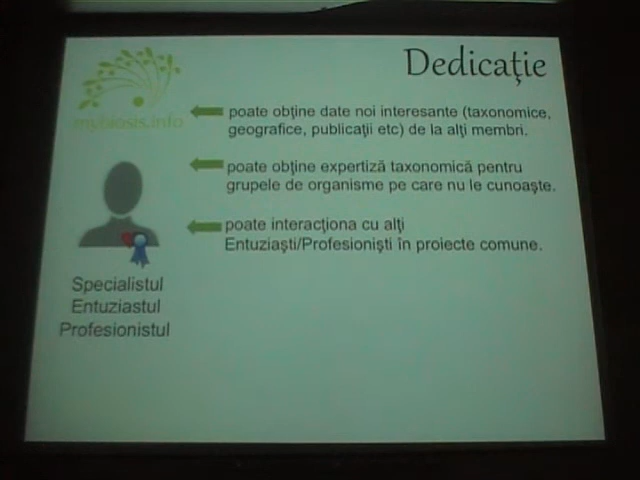 Dedicaţie
mybiosis.info
poate obţine date noi interesante (taxonomice,
geografice, publicaţii etc) de la alţi membri.
poate obţine expertiză taxonomică pentru
grupele de organisme pe care nu le cunoaşte.
poate interacţiona cu alţi
Entuziaşti/Profesionişti în proiecte comune.
Specialistul
Entuziastul
Profesionistul